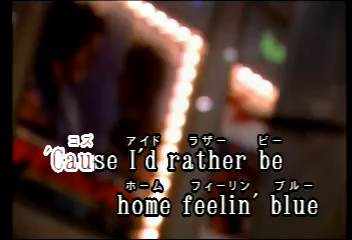 コズ アイド ラザー ビー
'Cause I'd rather be
ホーム フィーリン ブルー
home feelin' blue